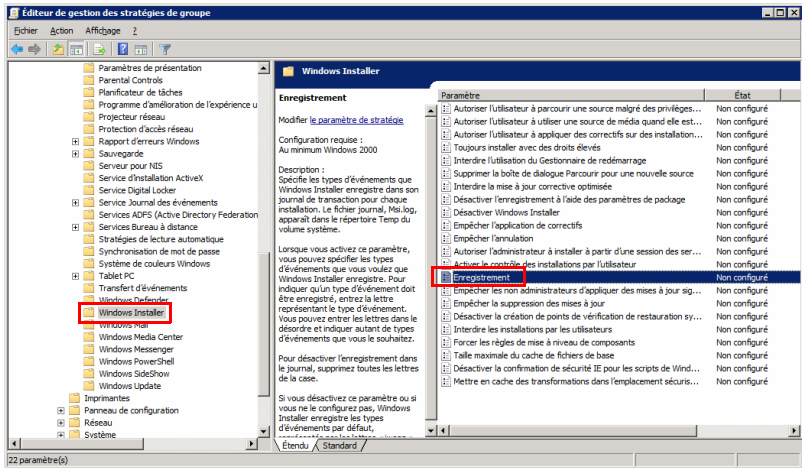 Éditeur de gestion des stratégies de groupe
Fichier Action Affichage ?
Paramètres de présentation
Parental Controls
Planificateur de tâches
Programme d'amélioration de l'expérience u
Projecteur réseau
Protection d'accès réseau
Rapport d'erreurs Windows
Sauvegarde
Serveur pour NIS
Service d'installation ActiveX
Service Digital Locker
Service Journal des événements
Services ADFS (Active Directory Federation
Services Bureau à distance
Stratégies de lecture automatique
Synchronisation de mot de passe
Système de couleurs Windows
Tablet PC
Transfert d'événements
Windows Defender
Windows Installer
Windows Mail
Windows Media Center
Windows Messenger
Windows PowerShell
Windows SideShow
Windows Update
Imprimantes
Panneau de configuration
Réseau
Système
Windows Installer
Enregistrement
Modifier le paramètre de stratégie
Configuration requise :
Au minimum Windows 2000
Description :
Spécifie les types d'événements que
Windows Installer enregistre dans son
journal de transaction pour chaque
installation. Le fichier journal, Msi.log,
apparaît dans le répertoire Temp du
volume système.
Lorsque vous activez ce paramètre,
vous pouvez spécifier les types
d'événements que vous voulez que
Windows Installer enregistre. Pour
indiquer qu'un type d'événement doit
être enregistré, entrez la lettre
représentant le type d'événement.
Vous pouvez entrer les lettres dans le
désordre et indiquer autant de types
d'événements que vous le souhaitez.
Pour désactiver l'enregistrement dans
le journal, supprimez toutes les lettres
de la case.
Si vous désactivez ce paramètre ou si
vous ne le configurez pas, Windows
Installer enregistre les types
d'événements par défaut,
Paramètre État
Autoriser l'utilisateur à parcourir une source malgré des privilèges... Non configuré
Autoriser l'utilisateur à utiliser une source de média quand elle est... Non configuré
Autoriser l'utilisateur à appliquer des correctifs sur des installation... Non configuré
Toujours installer avec des droits élevés Non configuré
Interdire l'utilisation du Gestionnaire de redémarrage Non configuré
Supprimer la boîte de dialogue Parcourir pour une nouvelle source Non configuré
Interdire la mise à jour corrective optimisée Non configuré
Désactiver l'enregistrement à l'aide des paramètres de package Non configuré
Désactiver Windows Installer Non configuré
Empêcher l'application de correctifs Non configuré
Empêcher l'annulation Non configuré
Autoriser l'administrateur à installer à partir d'une session des ser... Non configuré
Activer le contrôle des installations par l'utilisateur Non configuré
Enregistrement Non configuré
Empêcher les non administrateurs d'appliquer des mises à jour sig... Non configuré
Empêcher la suppression des mises à jour Non configuré
Désactiver la création de points de vérification de restauration sy... Non configuré
Interdire les installations par les utilisateurs Non configuré
Forcer les règles de mise à niveau de composants Non configuré
Taille maximale du cache de fichiers de base Non configuré
Désactiver la confirmation de sécurité IE pour les scripts de Wind... Non configuré
Mettre en cache des transformations dans l'emplacement sécuris... Non configuré
Étendu Standard
22 paramètre(s)